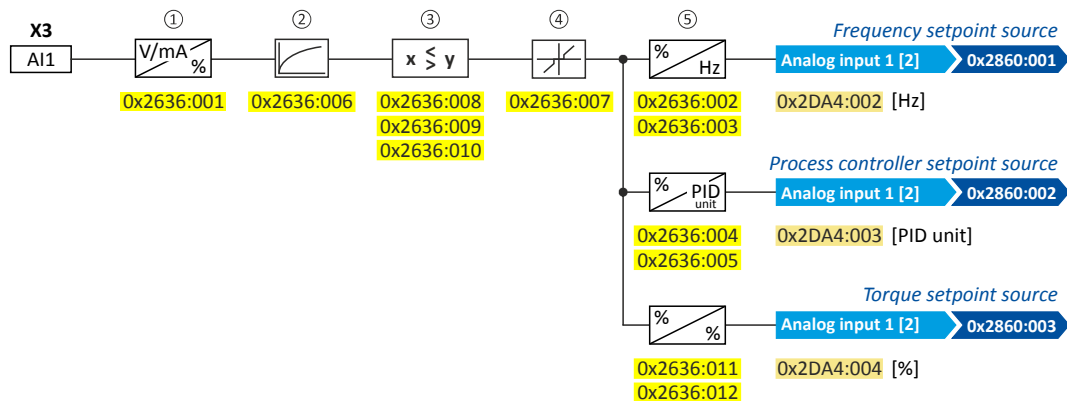 ① ② ③ ④ ⑤
X3
AI1
V/mA %
x ≶ y
% Hz
Frequency setpoint source
Analog input 1 [2] 0x2860:001
0x2636:001 0x2636:006 0x2636:008 0x2636:007 0x2636:002 0x2DA4:002 [Hz]
0x2636:009 0x2636:003
0x2636:010
Process controller setpoint source
% PID unit
Analog input 1 [2] 0x2860:002
0x2636:004 0x2DA4:003 [PID unit]
0x2636:005
Torque setpoint source
% %
Analog input 1 [2] 0x2860:003
0x2636:011 0x2DA4:004 [%]
0x2636:012